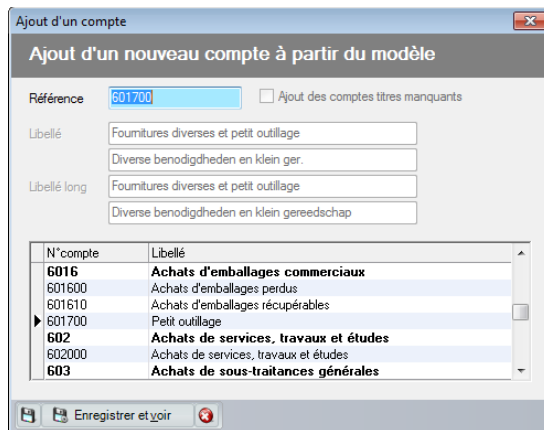 Ajout d'un compte
Ajout d'un nouveau compte à partir du modèle
Référence 601700 Ajout des comptes titres manquants
Libellé Fournitures diverses et petit outillage
Diverse benodigdheden en klein ger.
Libellé long Fournitures diverses et petit outillage
Diverse benodigdheden en klein gereedschap
N°compte Libellé
6016 Achats d'emballages commerciaux
601600 Achats d'emballages perdus
601610 Achats d'emballages récupérables
601700 Petit outillage
602 Achats de services, travaux et études
602000 Achats de services, travaux et études
603 Achats de sous-traitances générales
Enregistrer et voir